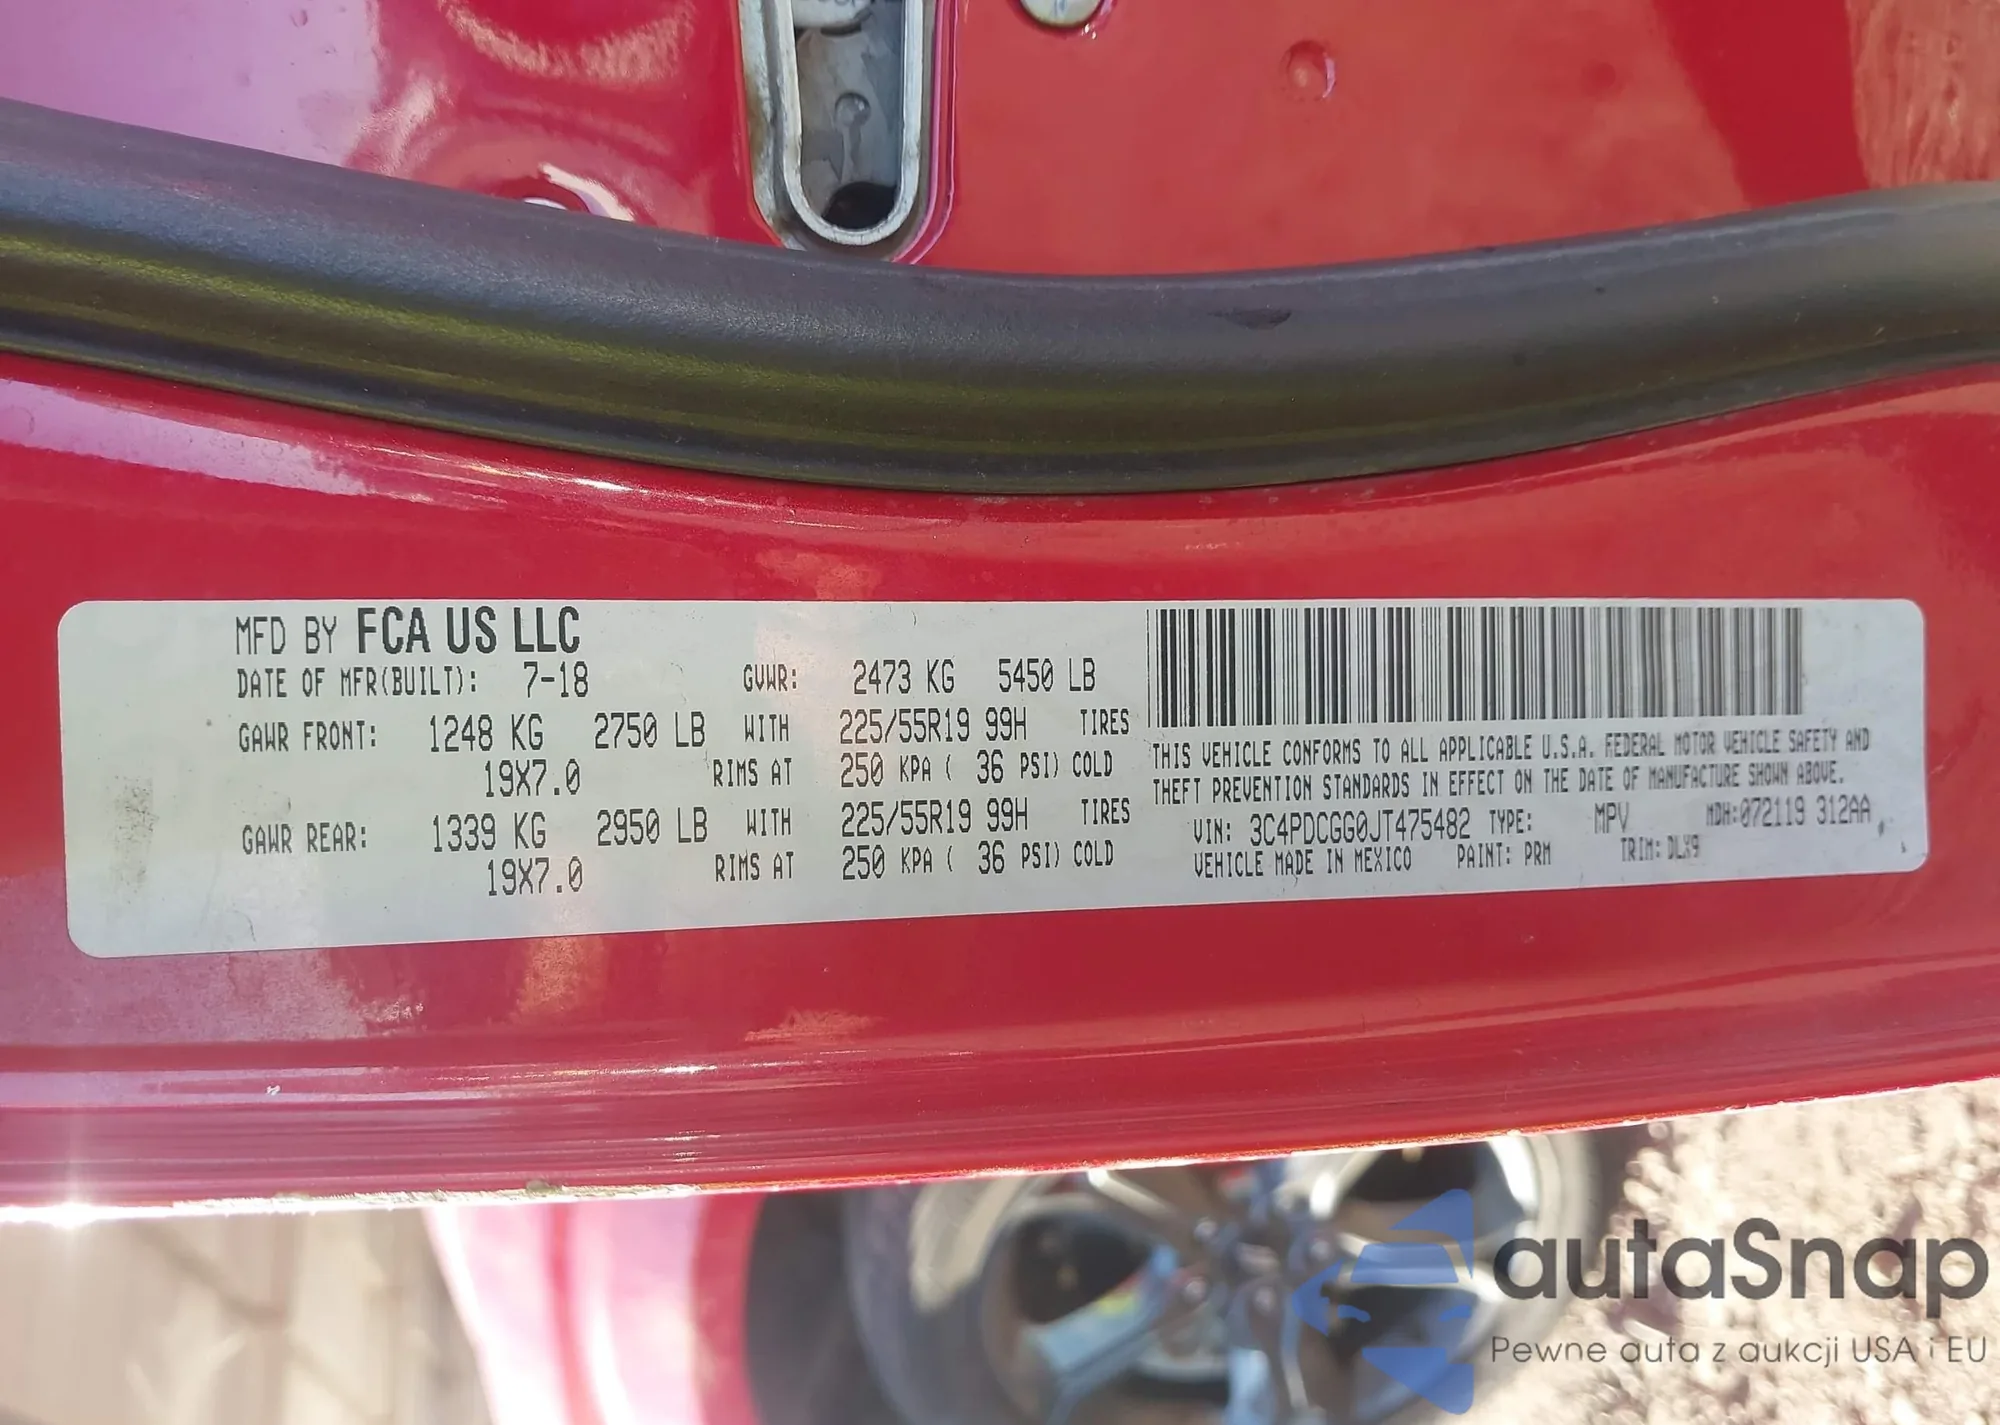 MFD BY FCA US LLC
DATE OF MFR(BUILT): 7-18 GVWR: 2473 KG 5450 LB
GAWR FRONT: 1248 KG 2750 LB WITH 225/55R19 99H TIRES
19X7.0 RIMS AT 250 KPA ( 36 PSI) COLD
GAWR REAR: 1339 KG 2950 LB WITH 225/55R19 99H TIRES
19X7.0 RIMS AT 250 KPA ( 36 PSI) COLD
THIS VEHICLE CONFORMS TO ALL APPLICABLE U.S.A. FEDERAL MOTOR VEHICLE SAFETY AND
THEFT PREVENTION STANDARDS IN EFFECT ON THE DATE OF MANUFACTURE SHOWN ABOVE.
VIN: 3C4PDCGG0JT475482 TYPE: MPV MDH:072119 312AA
VEHICLE MADE IN MEXICO PAINT: PRM TRIM: DLX9
autaSnap
Pewne auta z aukcji USA i EU